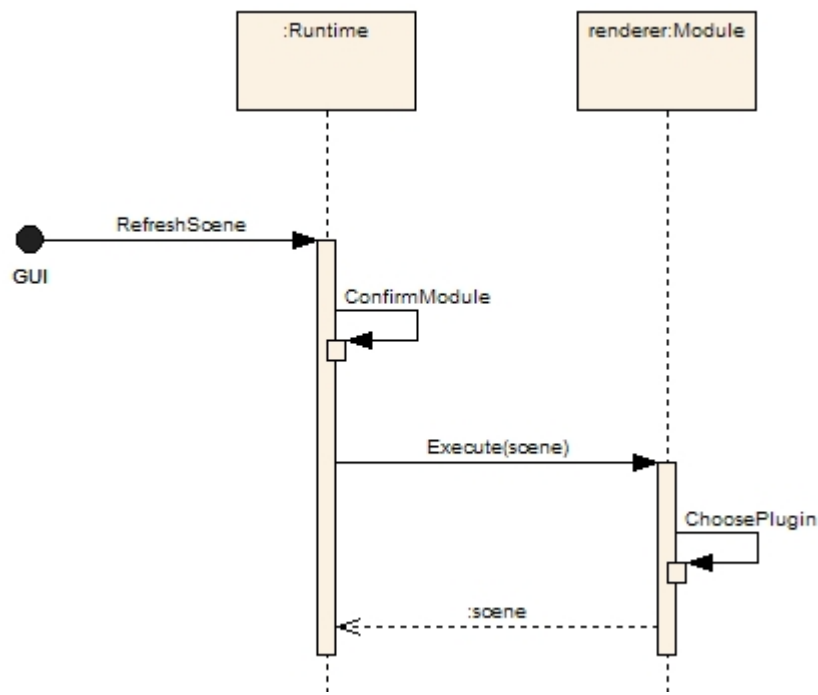 :Runtime
renderer:Module
RefreshScene
GUI
ConfirmModule
Execute(scene)
ChoosePlugin
:scene